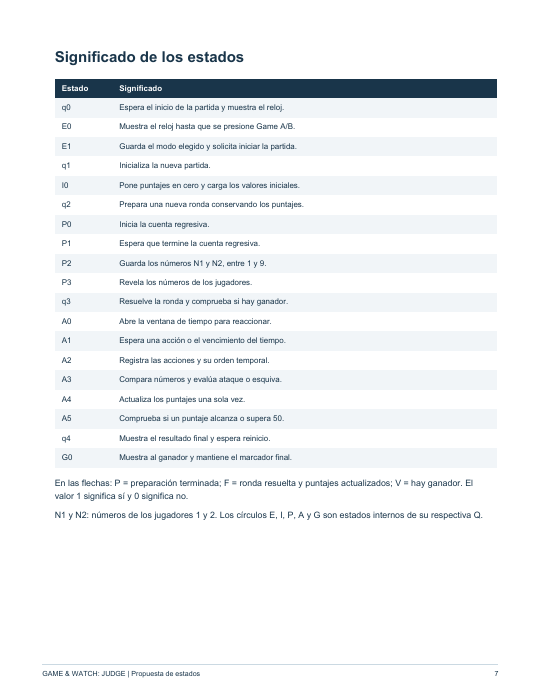 Significado de los estados
Estado Significado
q0 Espera el inicio de la partida y muestra el reloj.
E0 Muestra el reloj hasta que se presione Game A/B.
E1 Guarda el modo elegido y solicita iniciar la partida.
q1 Inicializa la nueva partida.
I0 Pone puntajes en cero y carga los valores iniciales.
q2 Prepara una nueva ronda conservando los puntajes.
P0 Inicia la cuenta regresiva.
P1 Espera que termine la cuenta regresiva.
P2 Guarda los números N1 y N2, entre 1 y 9.
P3 Revela los números de los jugadores.
q3 Resuelve la ronda y comprueba si hay ganador.
A0 Abre la ventana de tiempo para reaccionar.
A1 Espera una acción o el vencimiento del tiempo.
A2 Registra las acciones y su orden temporal.
A3 Compara números y evalúa ataque o esquiva.
A4 Actualiza los puntajes una sola vez.
A5 Comprueba si un puntaje alcanza o supera 50.
q4 Muestra el resultado final y espera reinicio.
G0 Muestra al ganador y mantiene el marcador final.
En las flechas: P = preparación terminada; F = ronda resuelta y puntajes actualizados; V = hay ganador. El
valor 1 significa sí y 0 significa no.
N1 y N2: números de los jugadores 1 y 2. Los círculos E, I, P, A y G son estados internos de su respectiva Q.
GAME & WATCH: JUDGE | Propuesta de estados 7